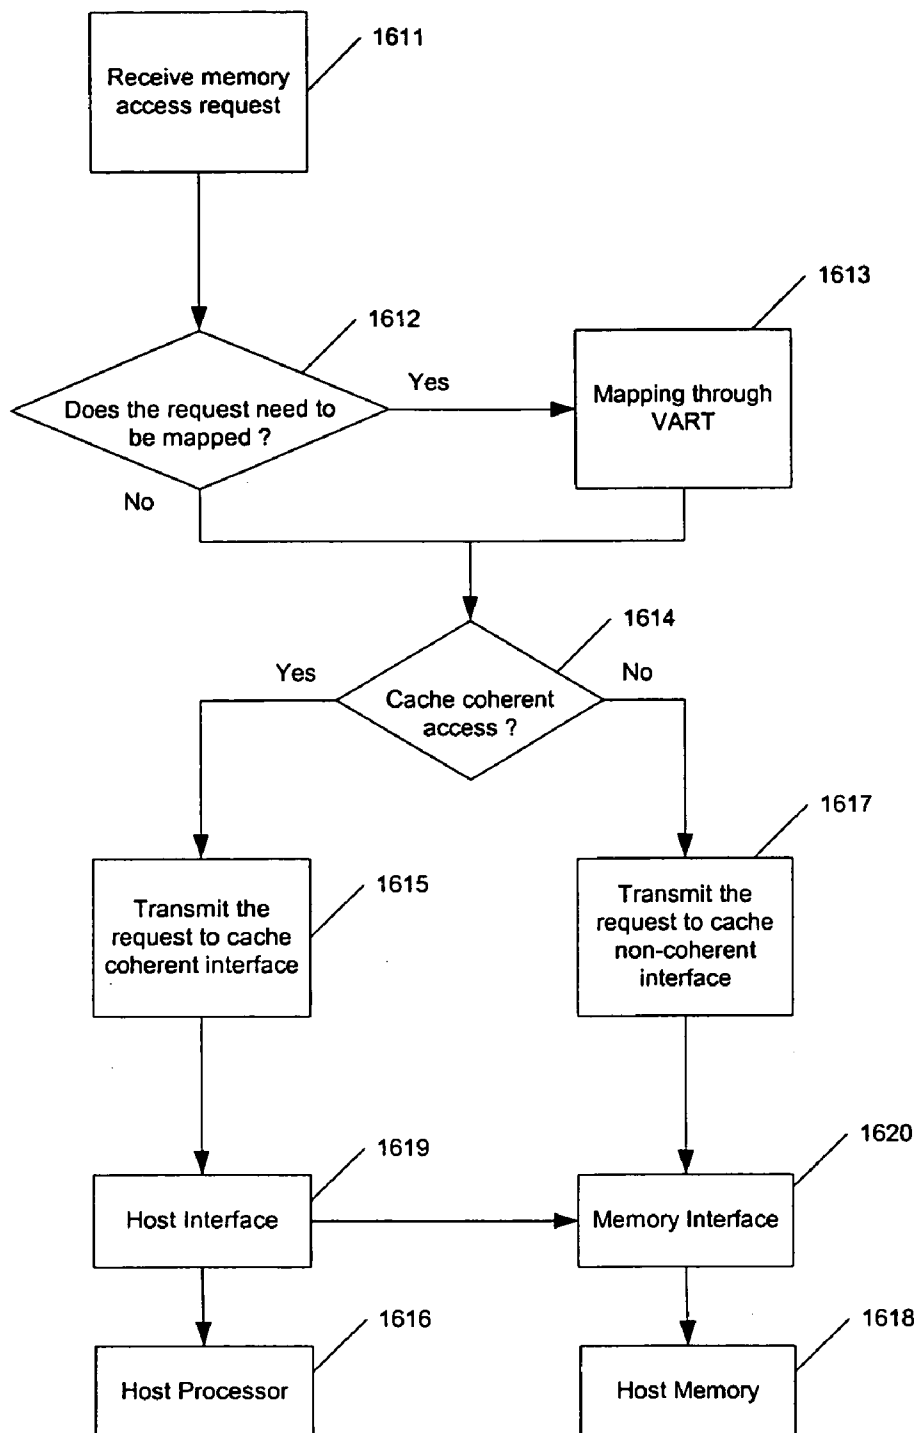 1611
Receive memory
access request
1612
1613
Yes
Does the request need to
be mapped ?
Mapping through
VART
No
1614
Yes
No
Cache coherent
access ?
1615
1617
Transmit the
request to cache
coherent interface
Transmit the
request to cache
non-coherent
interface
1619
1620
Host Interface
Memory Interface
1616
1618
Host Processor
Host Memory